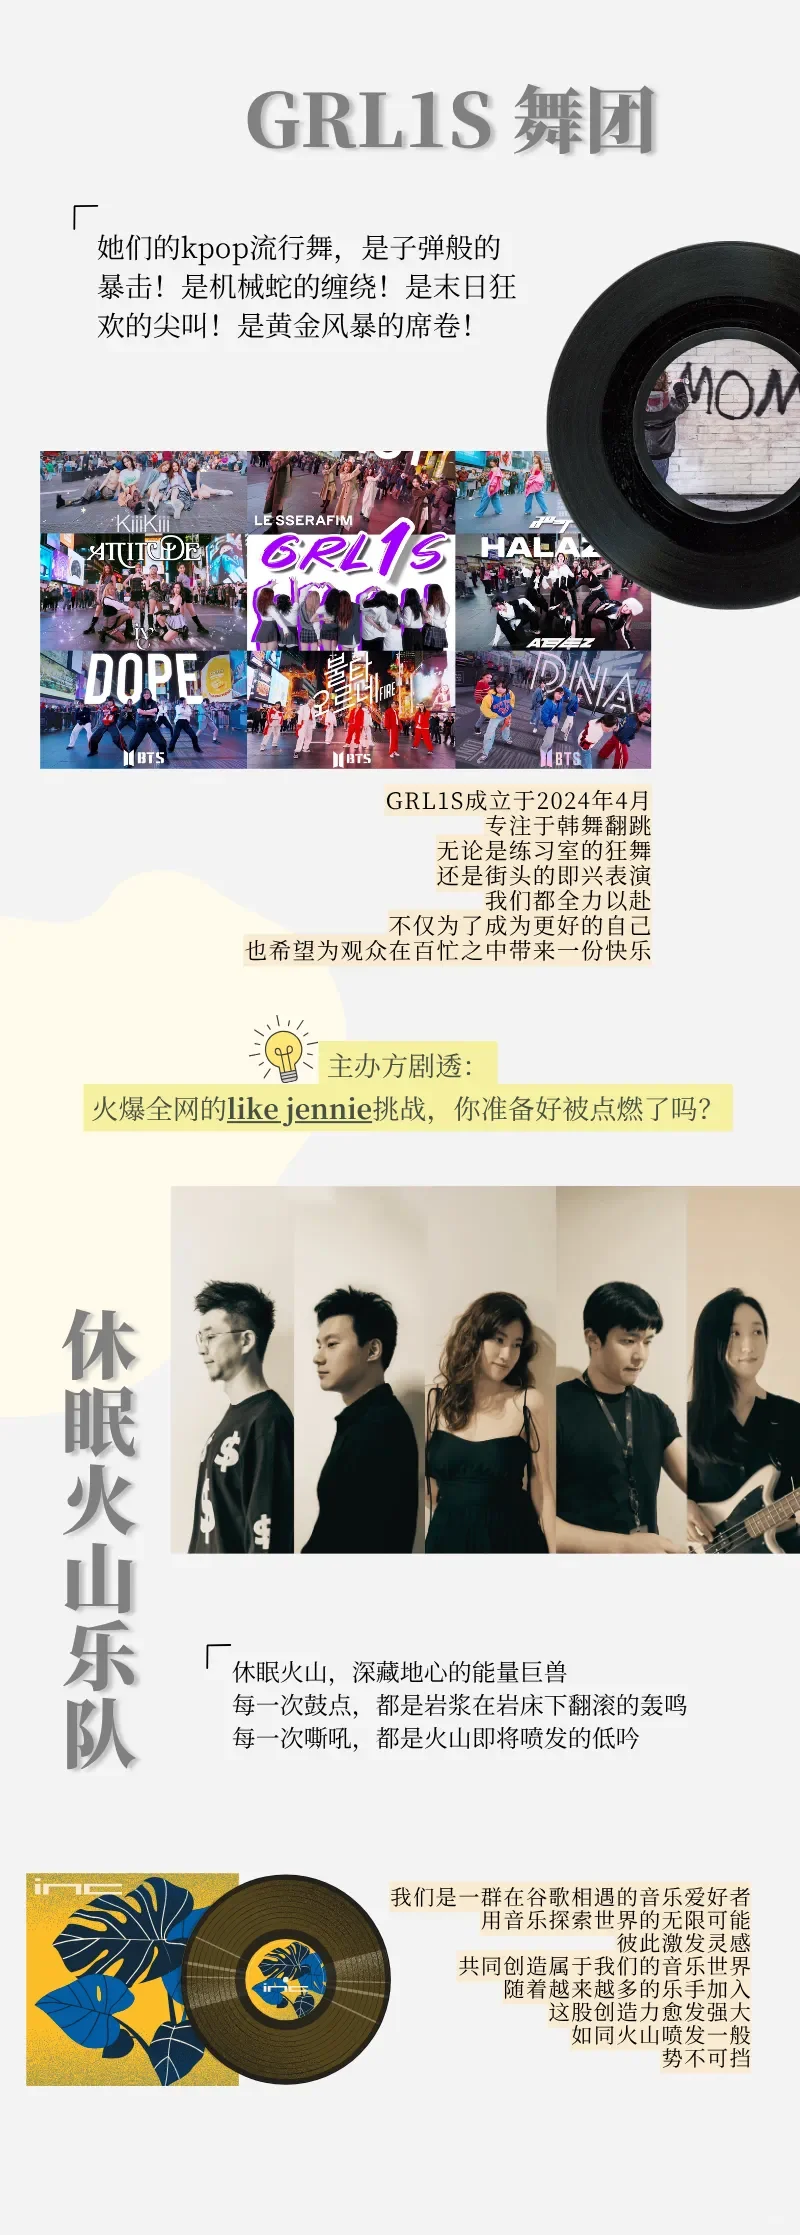 GRL1S 舞团
她们的kpop流行舞，是子弹般的
暴击！是机械蛇的缠绕！是末日狂
欢的尖叫！是黄金风暴的席卷！
MOM
KiiiKiii
LE SSERAFIM
ATTITUDE
GRL1S
HALAZ
IVE
ATEEZ
DOPE
불타
오르네 FIRE
DNA
BTS
BTS
BTS
GRL1S成立于2024年4月
专注于韩舞翻跳
无论是练习室的狂舞
还是街头的即兴表演
我们都全力以赴
不仅为了成为更好的自己
也希望为观众在百忙之中带来一份快乐
主办方剧透：
火爆全网的like jennie挑战，你准备好被点燃了吗？
休眠火山乐队
休眠火山，深藏地心的能量巨兽
每一次鼓点，都是岩浆在岩床下翻滚的轰鸣
每一次嘶吼，都是火山即将喷发的低吟
inc
inc
我们是一群在谷歌相遇的音乐爱好者
用音乐探索世界的无限可能
彼此激发灵感
共同创造属于我们的音乐世界
随着越来越多的乐手加入
这股创造力愈发强大
如同火山喷发一般
势不可挡